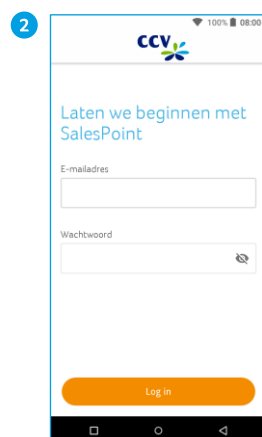 2
100% 08:00
CCV
Laten we beginnen met
SalesPoint
E-mailadres
Wachtwoord
Log in